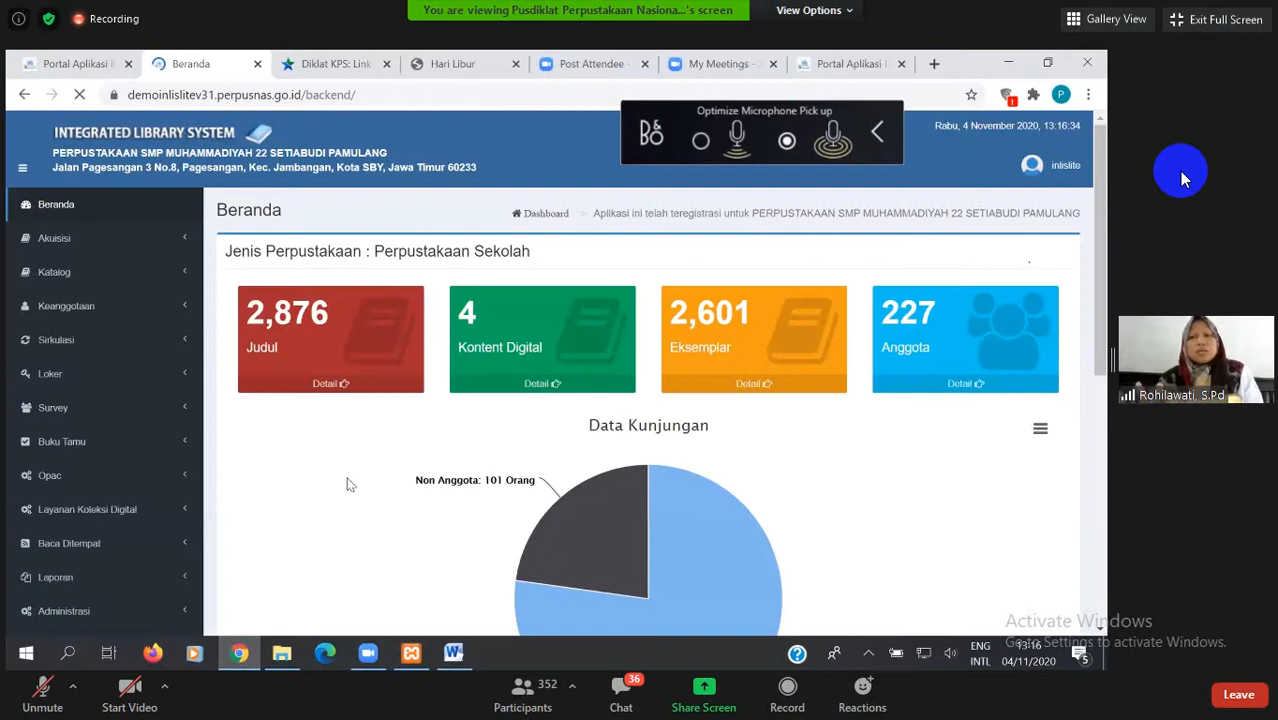 Recording
You are viewing Pusdiklat Perpustakaan Nasiona...'s screen
View Options
Gallery View
Exit Full Screen
Portal Aplikasi I
Beranda
Diklat KPS: Link
Hari Libur
Post Attendee -
My Meetings -
Portal Aplikasi I
demoinlislitev31.perpusnas.go.id/backend/
P
Optimize Microphone Pick up
B&O
INTEGRATED LIBRARY SYSTEM
PERPUSTAKAAN SMP MUHAMMADIYAH 22 SETIABUDI PAMULANG
Jalan Pagesangan 3 No.8, Pagesangan, Kec. Jambangan, Kota SBY, Jawa Timur 60233
Rabu, 4 November 2020, 13:16:34
inlislite
Beranda
Akuisisi
Katalog
Keanggotaan
Sirkulasi
Loker
Survey
Buku Tamu
Opac
Layanan Koleksi Digital
Baca Ditempat
Laporan
Administrasi
Beranda
Dashboard > Aplikasi ini telah teregistrasi untuk PERPUSTAKAAN SMP MUHAMMADIYAH 22 SETIABUDI PAMULANG
Jenis Perpustakaan : Perpustakaan Sekolah
2,876
Judul
Detail
4
Kontent Digital
Detail
2,601
Eksemplar
Detail
227
Anggota
Detail
Data Kunjungan
Non Anggota: 101 Orang
Rohilawati, S.Pd
Activate Windows
Go to Settings to activate Windows.
ENG
INTL
13:16
04/11/2020
5
Unmute
Start Video
352
Participants
36
Chat
Share Screen
Record
Reactions
Leave